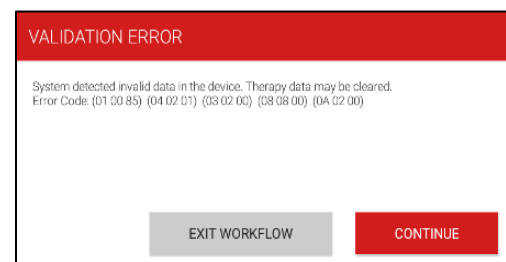 VALIDATION ERROR
System detected invalid data in the device. Therapy data may be cleared.
Error Code: (01 00 85) (04 02 01) (03 02 00) (08 08 00) (0A 02 00)
EXIT WORKFLOW
CONTINUE